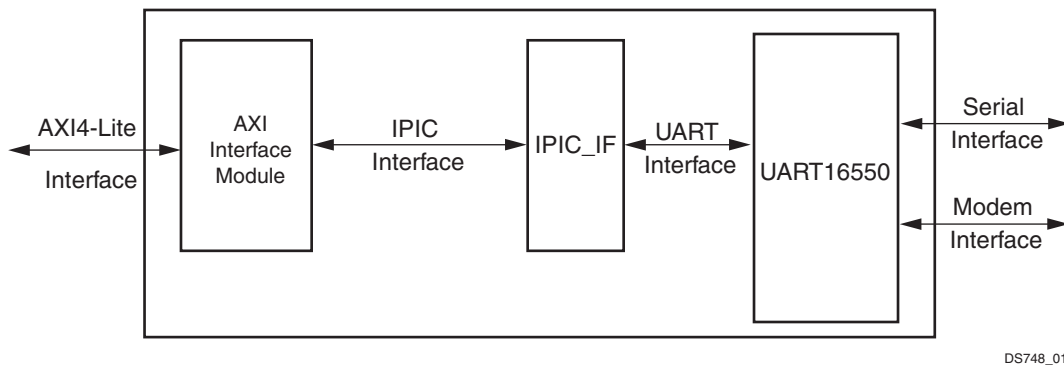 AXI4-Lite
Interface
AXI
Interface
Module
IPIC
Interface
IPIC_IF
UART
Interface
UART16550
Serial
Interface
Modem
Interface
DS748_01